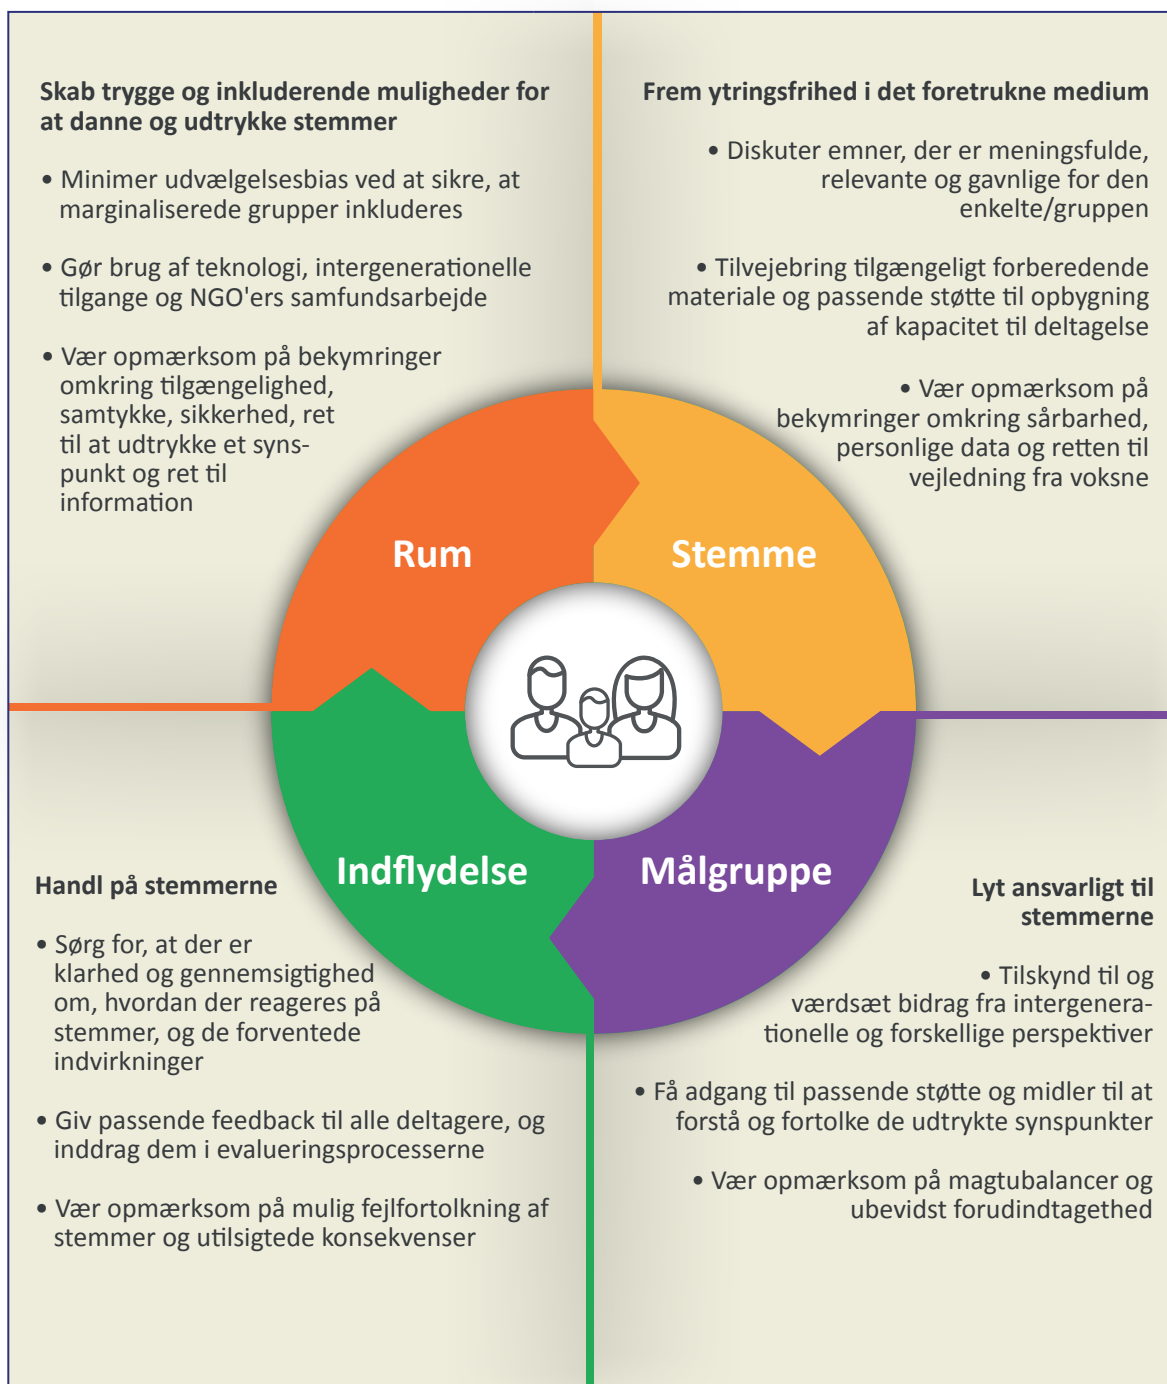 Skab trygge og inkluderende muligheder for
at danne og udtrykke stemmer
• Minimer udvælgelsesbias ved at sikre, at
marginaliserede grupper inkluderes
• Gør brug af teknologi, intergenerationelle
tilgange og NGO'ers samfundsarbejde
• Vær opmærksom på bekymringer
omkring tilgængelighed,
samtykke, sikkerhed, ret
til at udtrykke et syns-
punkt og ret til
information
Frem ytringsfrihed i det foretrukne medium
• Diskuter emner, der er meningsfulde,
relevante og gavnlige for den
enkelte/gruppen
• Tilvejebring tilgængeligt forberedende
materiale og passende støtte til opbygning
af kapacitet til deltagelse
• Vær opmærksom på
bekymringer omkring sårbarhed,
personlige data og retten til
vejledning fra voksne
Rum
Stemme
Indflydelse
Målgruppe
Handl på stemmerne
• Sørg for, at der er
klarhed og gennemsigtighed
om, hvordan der reageres på
stemmer, og de forventede
indvirkninger
• Giv passende feedback til alle deltagere, og
inddrag dem i evalueringsprocesserne
• Vær opmærksom på mulig fejlfortolkning af
stemmer og utilsigtede konsekvenser
Lyt ansvarligt til
stemmerne
• Tilskynd til og
værdsæt bidrag fra intergenera-
tionelle og forskellige perspektiver
• Få adgang til passende støtte og midler til at
forstå og fortolke de udtrykte synspunkter
• Vær opmærksom på magtubalancer og
ubevidst forudindtagethed